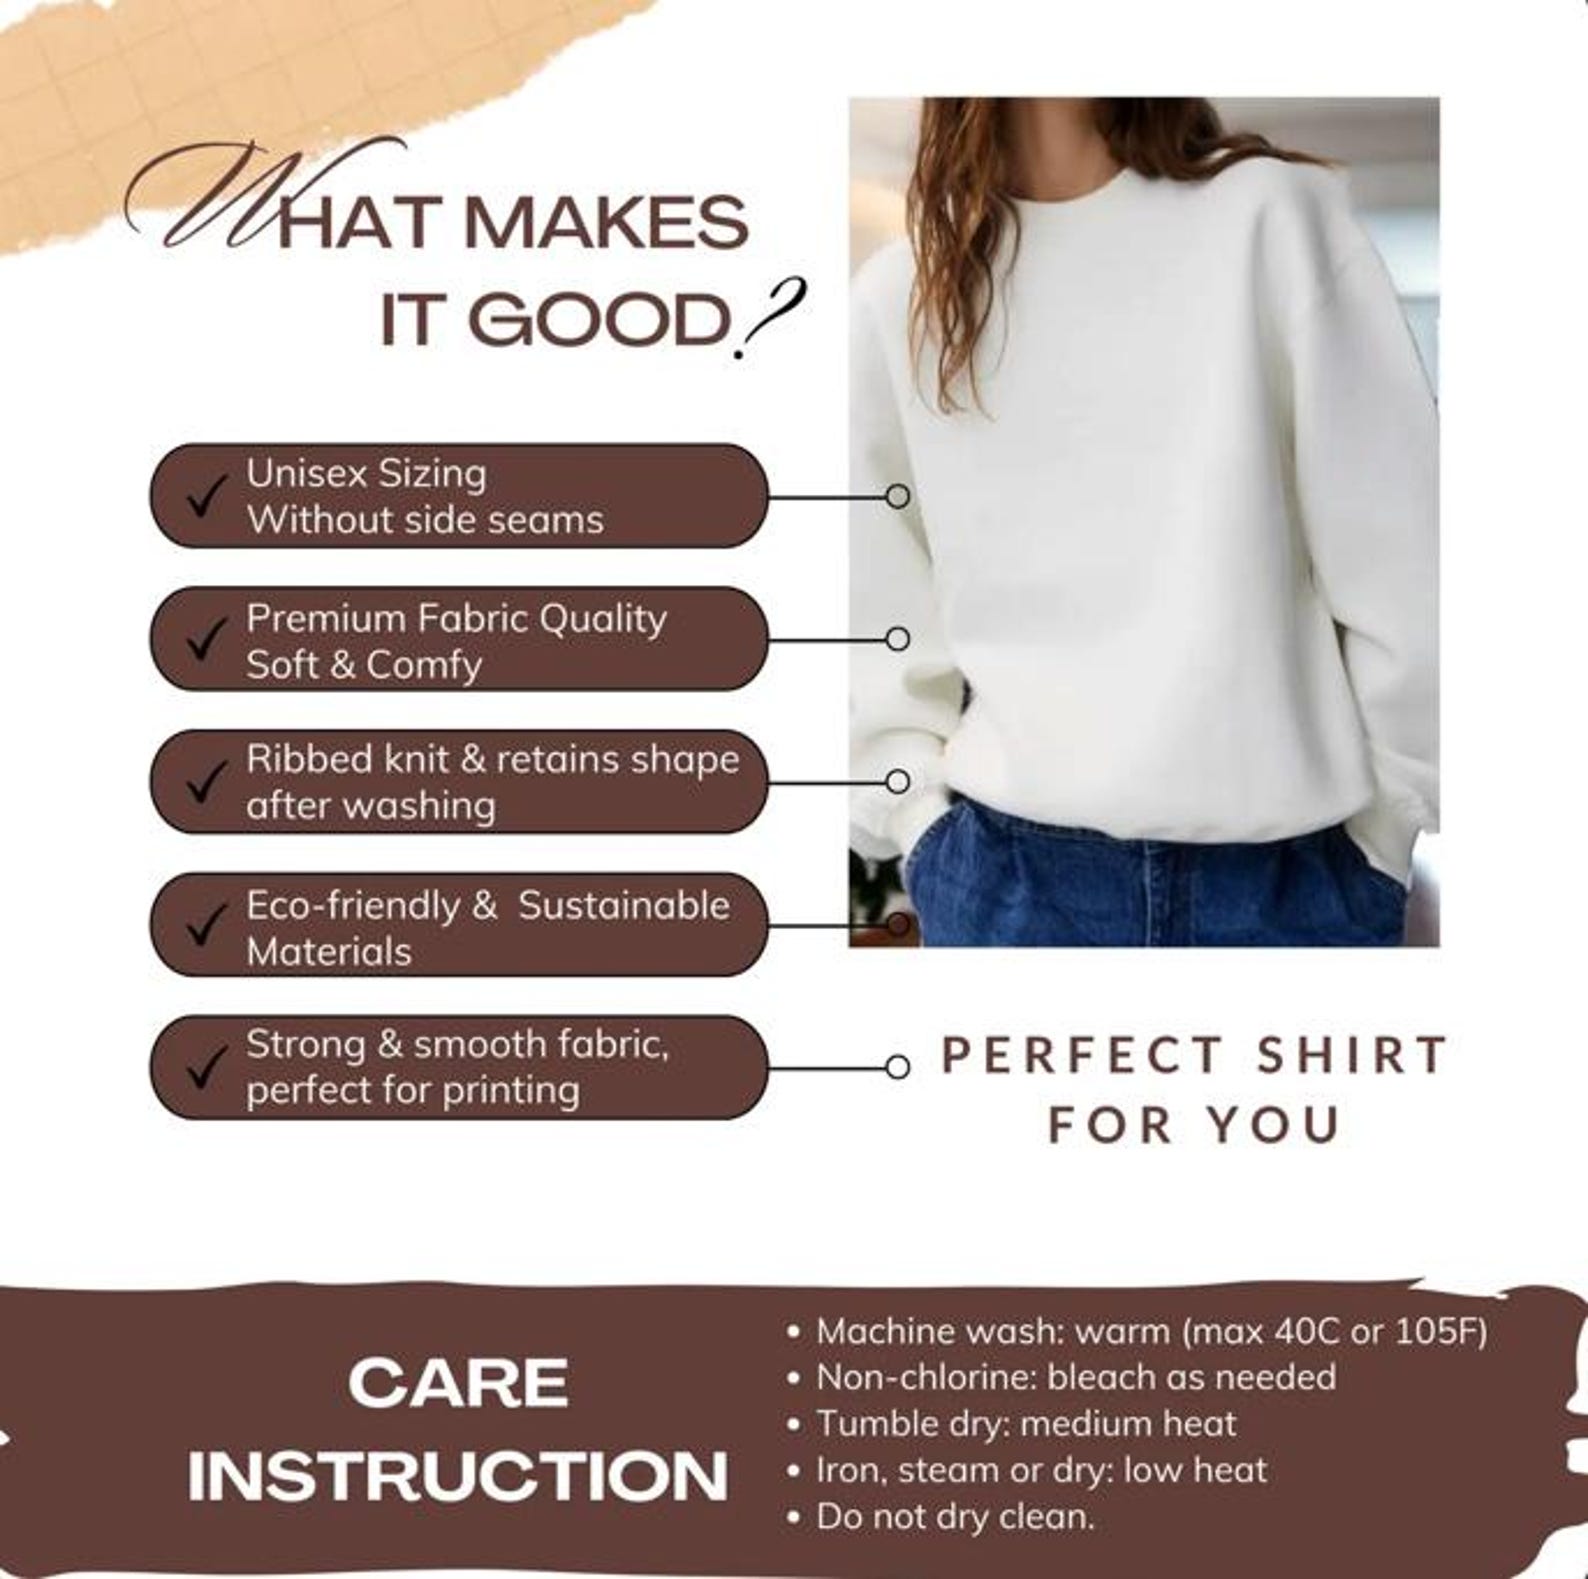 WHAT MAKES
IT GOOD?
Unisex Sizing
Without side seams
Premium Fabric Quality
Soft & Comfy
Ribbed knit & retains shape
after washing
Eco-friendly & Sustainable
Materials
Strong & smooth fabric,
perfect for printing
PERFECT SHIRT
FOR YOU
CARE
INSTRUCTION
• Machine wash: warm (max 40C or 105F)
• Non-chlorine: bleach as needed
• Tumble dry: medium heat
• Iron, steam or dry: low heat
• Do not dry clean.